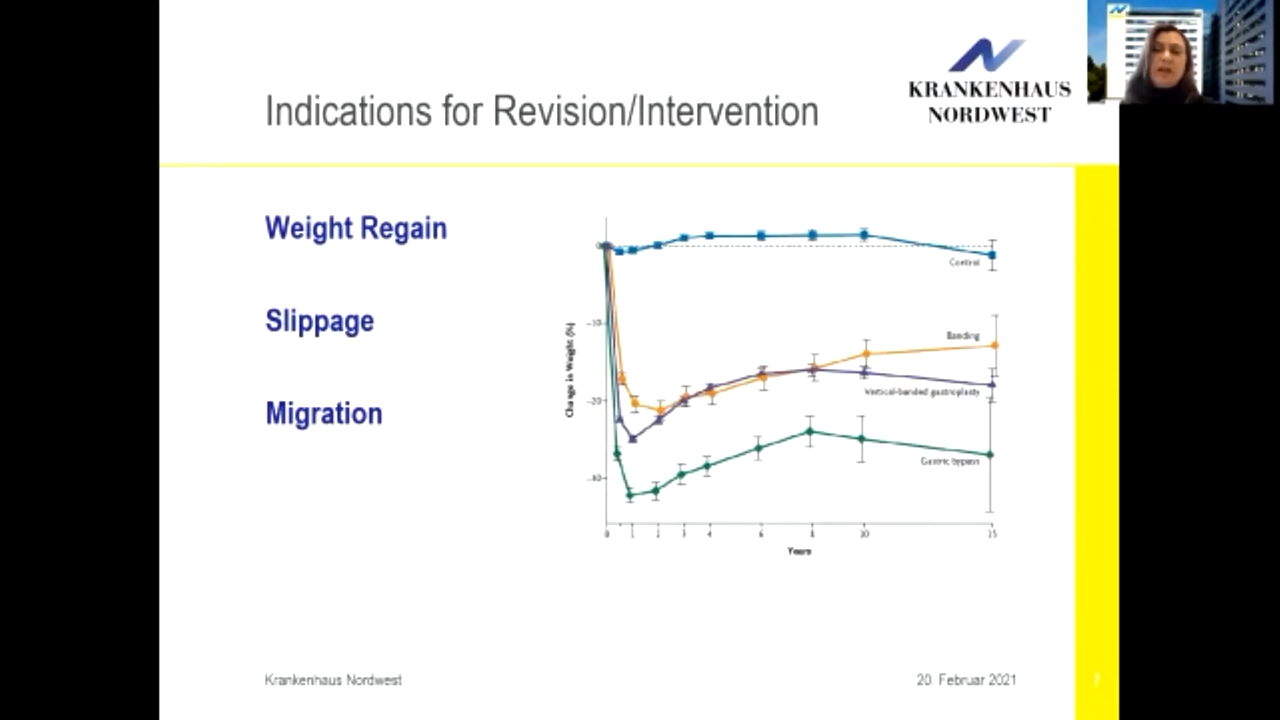 KRANKENHAUS
NORDWEST
Indications for Revision/Intervention
Weight Regain
Slippage
Migration
Change in Weight (%)
0
-10
-20
-30
Control
Banding
Vertical-banded gastroplasty
Gastric bypass
0 1 2 3 4 6 8 10 15
Years
Krankenhaus Nordwest
20. Februar 2021